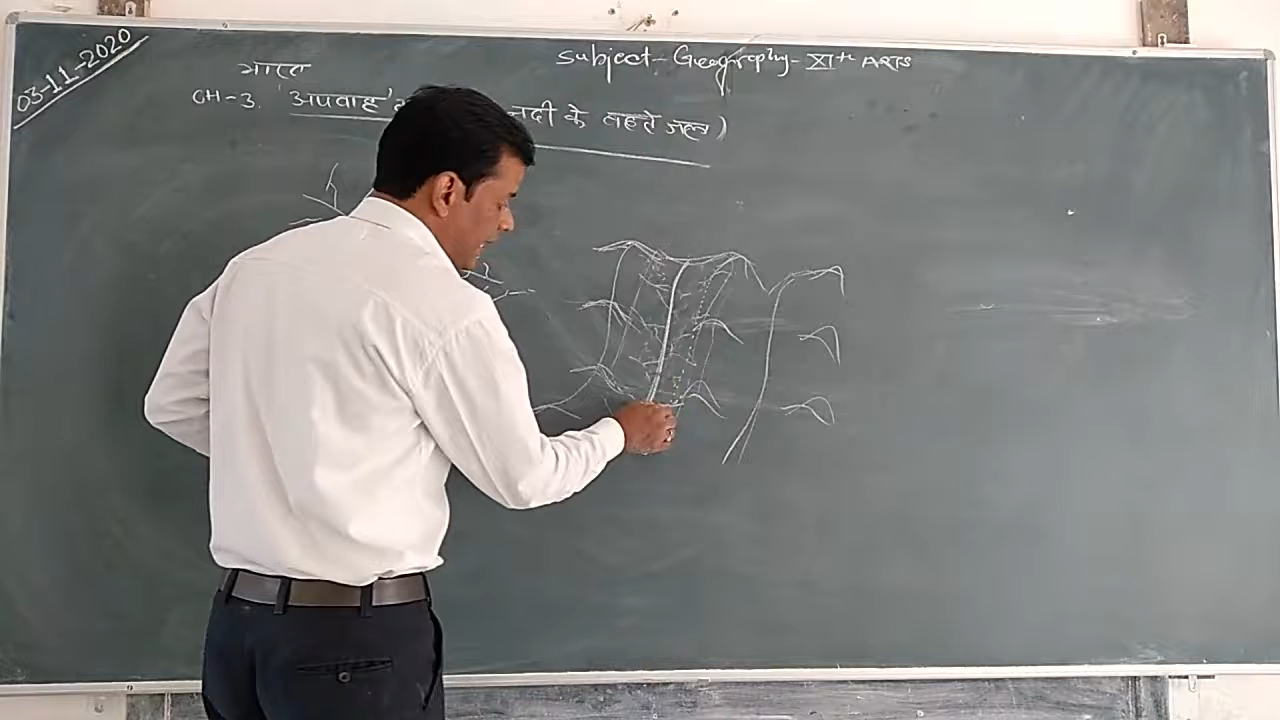 03-11-2020
Subject - Geography - XIth ARTS
भारत
CH-3. 'अपवाह' नदी के बहते जल)